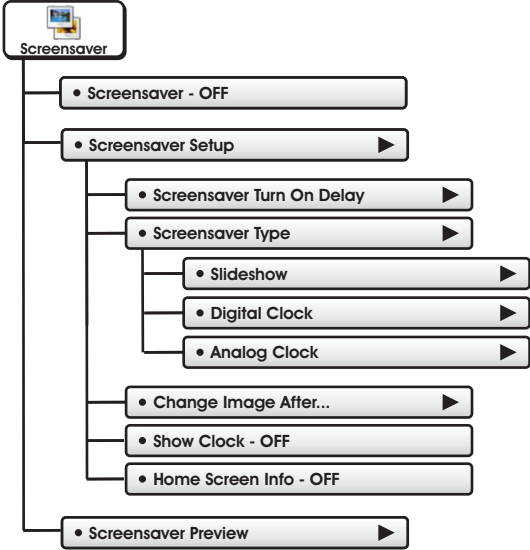 Screensaver
• Screensaver - OFF
• Screensaver Setup
• Screensaver Turn On Delay
• Screensaver Type
• Slideshow
• Digital Clock
• Analog Clock
• Change Image After...
• Show Clock - OFF
• Home Screen Info - OFF
• Screensaver Preview